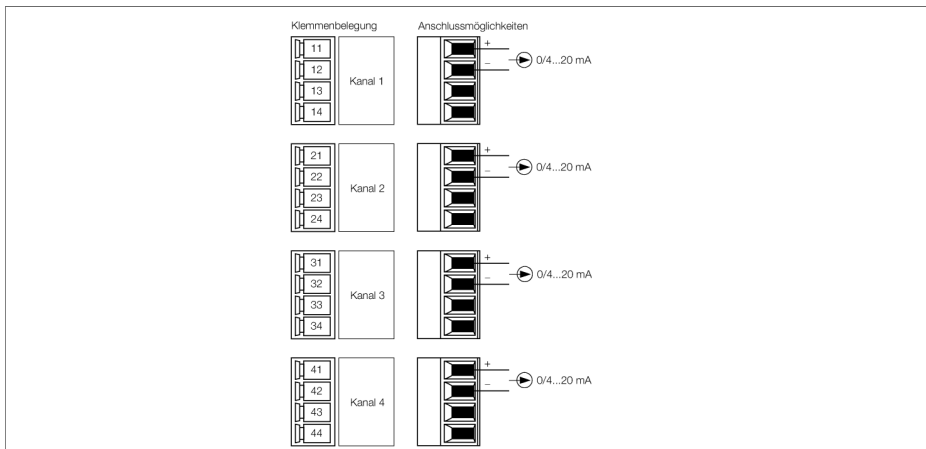 Klemmenbelegung Anschlussmöglichkeiten
11
12
13
14
Kanal 1
+
–
0/4...20 mA
21
22
23
24
Kanal 2
+
–
0/4...20 mA
31
32
33
34
Kanal 3
+
–
0/4...20 mA
41
42
43
44
Kanal 4
+
–
0/4...20 mA